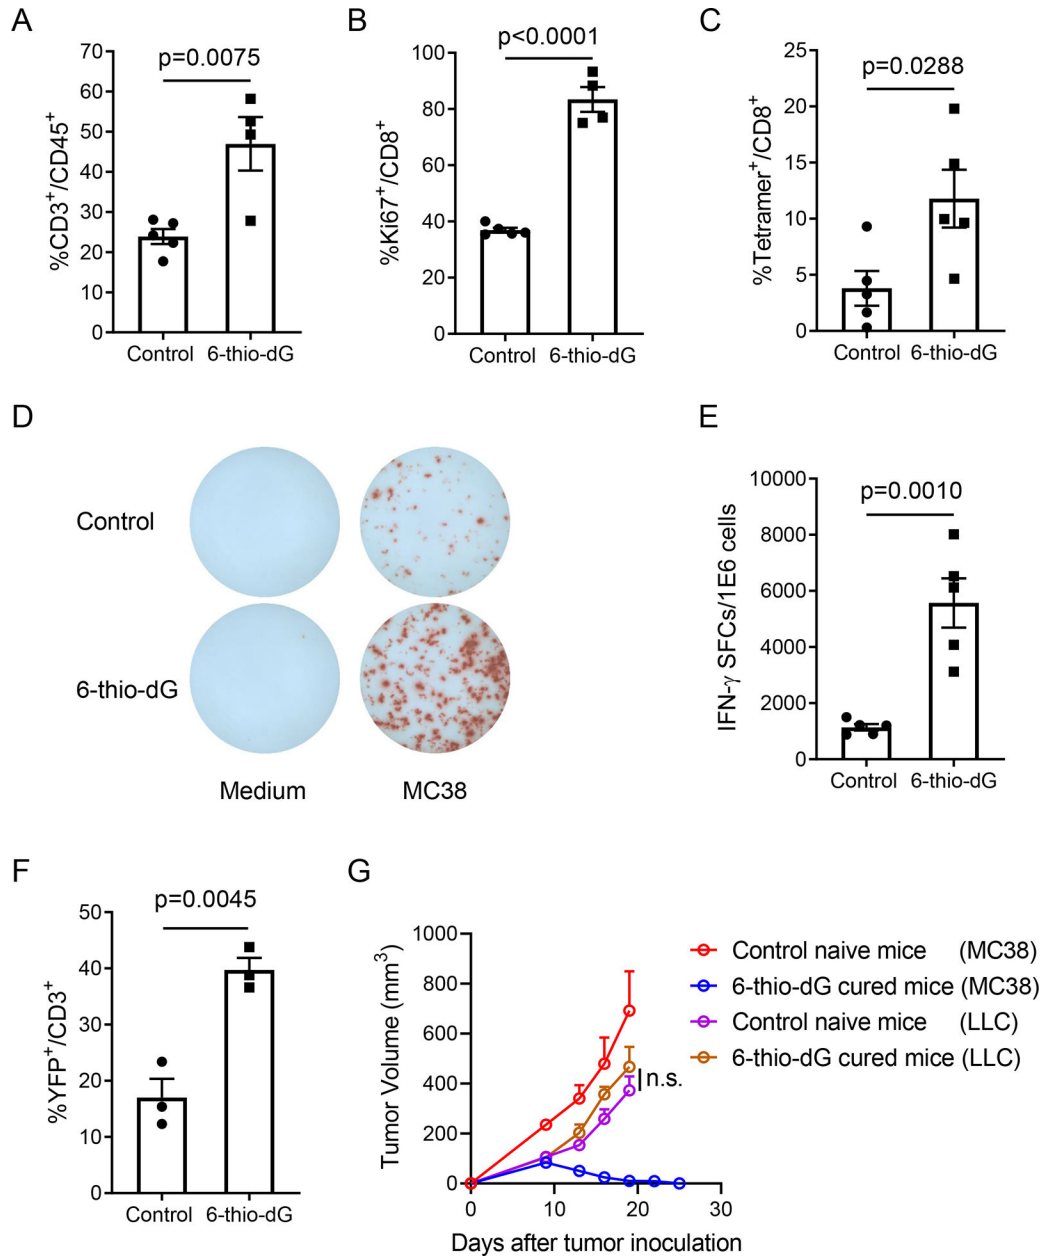 A
p=0.0075
%CD3+/CD45+
70
60
50
40
30
20
10
0
Control 6-thio-dG
B
p<0.0001
%Ki67+/CD8+
100
80
60
40
20
0
Control 6-thio-dG
C
p=0.0288
%Tetramer+/CD8+
25
20
15
10
5
0
Control 6-thio-dG
D
Control
6-thio-dG
Medium MC38
E
p=0.0010
IFN-γ SFCs/1E6 cells
10000
8000
6000
4000
2000
0
Control 6-thio-dG
F
p=0.0045
%YFP+/CD3+
50
40
30
20
10
0
Control 6-thio-dG
G
Tumor Volume (mm3)
1000
800
600
400
200
0
0 10 20 30
Days after tumor inoculation
n.s.
Control naive mice (MC38)
6-thio-dG cured mice (MC38)
Control naive mice (LLC)
6-thio-dG cured mice (LLC)